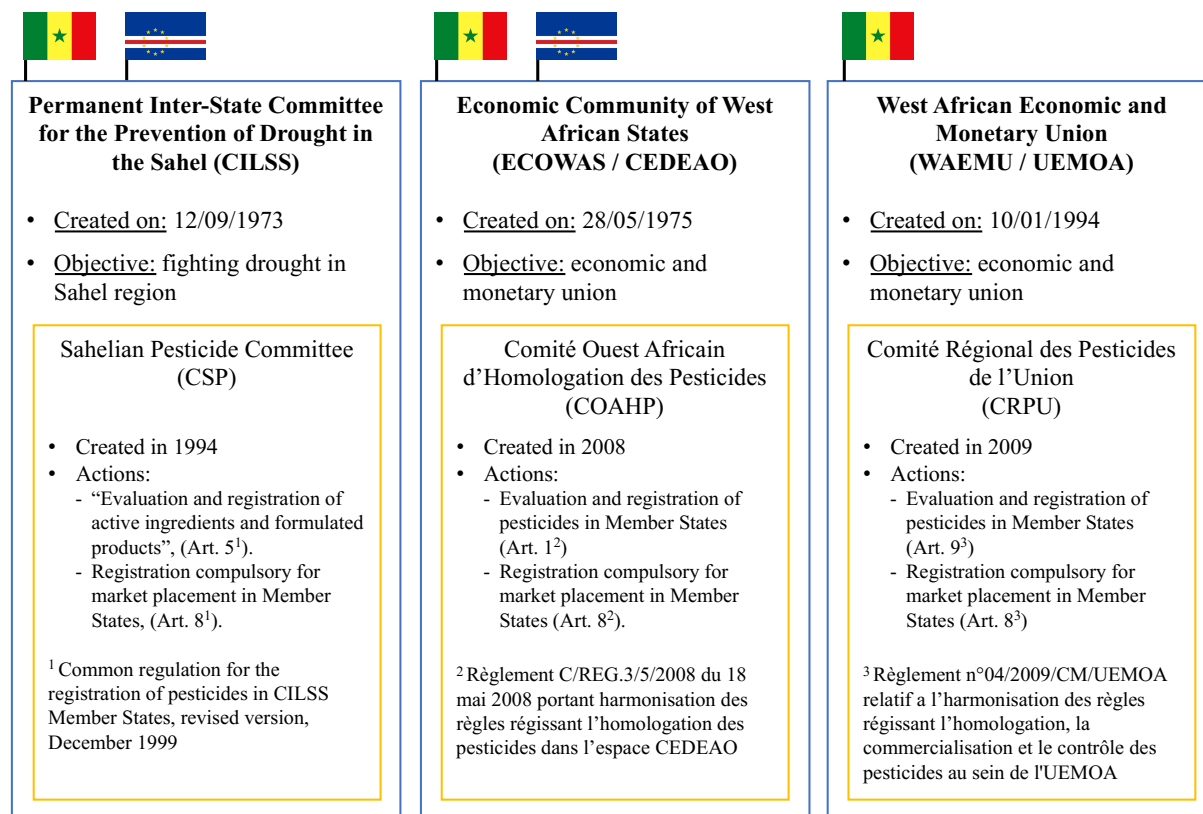 Permanent Inter-State Committee
for the Prevention of Drought in
the Sahel (CILSS)
• Created on: 12/09/1973
• Objective: fighting drought in
Sahel region
Sahelian Pesticide Committee
(CSP)
• Created in 1994
• Actions:
- “Evaluation and registration of
active ingredients and formulated
products”, (Art. 5¹).
- Registration compulsory for
market placement in Member
States, (Art. 8¹).
¹ Common regulation for the
registration of pesticides in CILSS
Member States, revised version,
December 1999
Economic Community of West
African States
(ECOWAS / CEDEAO)
• Created on: 28/05/1975
• Objective: economic and
monetary union
Comité Ouest Africain
d’Homologation des Pesticides
(COAHP)
• Created in 2008
• Actions:
- Evaluation and registration of
pesticides in Member States
(Art. 1²)
- Registration compulsory for
market placement in Member
States (Art. 8²).
² Règlement C/REG.3/5/2008 du 18
mai 2008 portant harmonisation des
règles régissant l’homologation des
pesticides dans l’espace CEDEAO
West African Economic and
Monetary Union
(WAEMU / UEMOA)
• Created on: 10/01/1994
• Objective: economic and
monetary union
Comité Régional des Pesticides
de l’Union
(CRPU)
• Created in 2009
• Actions:
- Evaluation and registration of
pesticides in Member States
(Art. 9³)
- Registration compulsory for
market placement in Member
States (Art. 8³)
³ Règlement n°04/2009/CM/UEMOA
relatif a l’harmonisation des règles
régissant l’homologation, la
commercialisation et le contrôle des
pesticides au sein de l'UEMOA